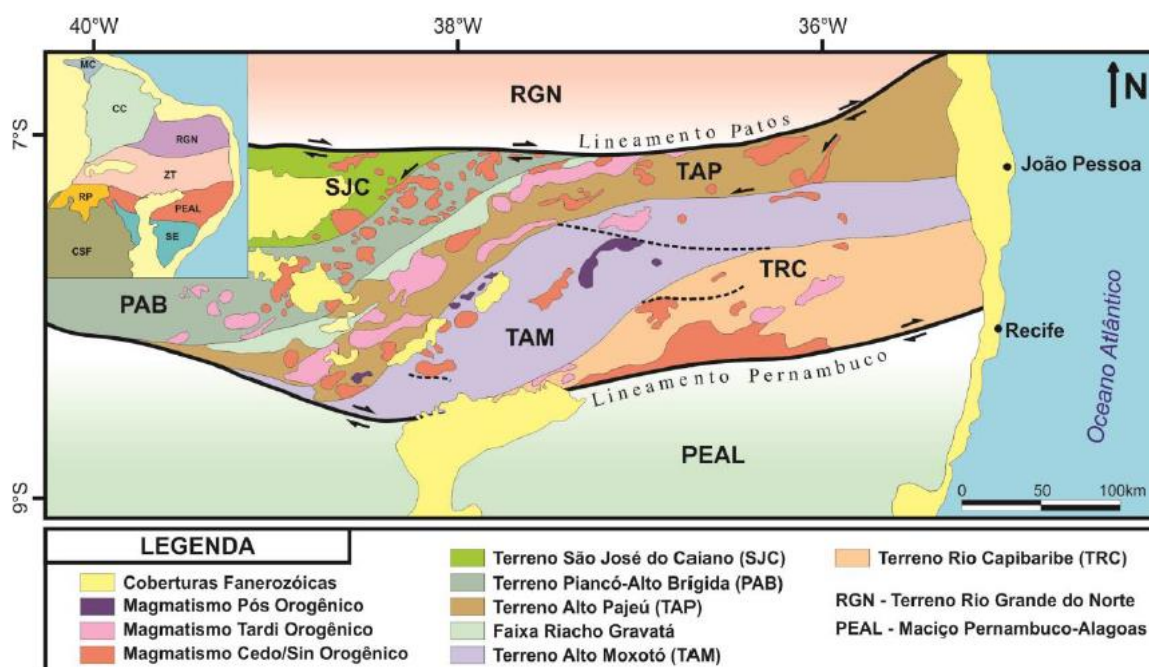 40°W
38°W
36°W
7°S
9°S
MC
CC
RGN
ZT
RP
PEAL
SE
CSF
RGN
Lineamento Patos
N
SJC
TAP
João Pessoa
PAB
TAM
TRC
Recife
Lineamento Pernambuco
PEAL
Oceano Atlântico
0 50 100km
LEGENDA
Coberturas Fanerozóicas
Magmatismo Pós Orogênico
Magmatismo Tardi Orogênico
Magmatismo Cedo/Sin Orogênico
Terreno São José do Caiano (SJC)
Terreno Piancó-Alto Brígida (PAB)
Terreno Alto Pajeú (TAP)
Faixa Riacho Gravatá
Terreno Alto Moxotó (TAM)
Terreno Rio Capibaribe (TRC)
RGN - Terreno Rio Grande do Norte
PEAL - Maciço Pernambuco-Alagoas